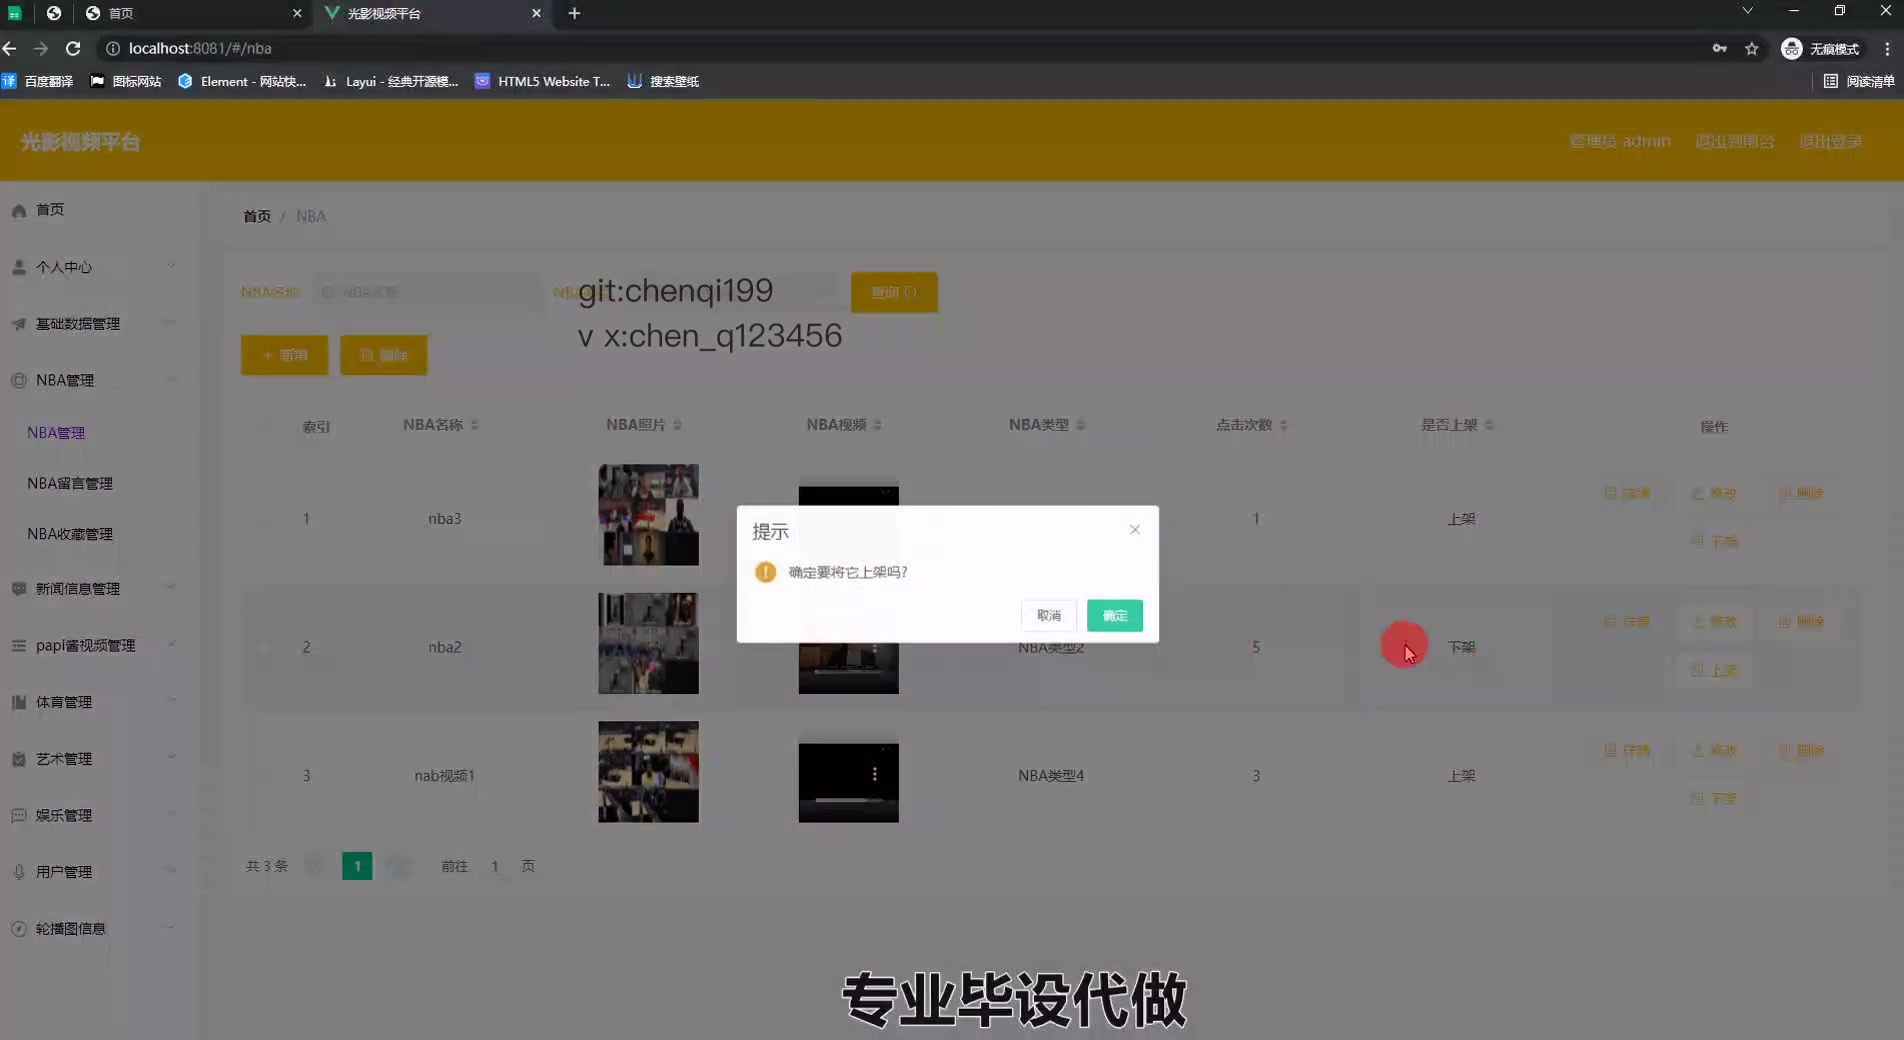 首页
光影视频平台
localhost:8081/#/nba
无痕模式
百度翻译
图标网站
Element - 网站快...
Layui - 经典开源模...
HTML5 Website T...
搜索壁纸
阅读清单
光影视频平台
管理员 admin
退出到前台
退出登录
首页
个人中心
基础数据管理
NBA管理
NBA管理
NBA留言管理
NBA收藏管理
新闻信息管理
papl酱视频管理
体育管理
艺术管理
娱乐管理
用户管理
轮播图信息
首页 / NBA
NBA名称
NBA名称
查询
git:chenqi199
v x:chen_q123456
+ 新增
删除
索引 NBA名称 NBA照片 NBA视频 NBA类型 点击次数 是否上架 操作
1 nba3 1 上架
详情 修改 删除
下架
2 nba2 NBA类型2 5 下架
详情 修改 删除
上架
3 nab视频1 NBA类型4 3 上架
详情 修改 删除
下架
提示
确定要将它上架吗?
取消 确定
共 3 条 1 前往 1 页
专业毕设代做